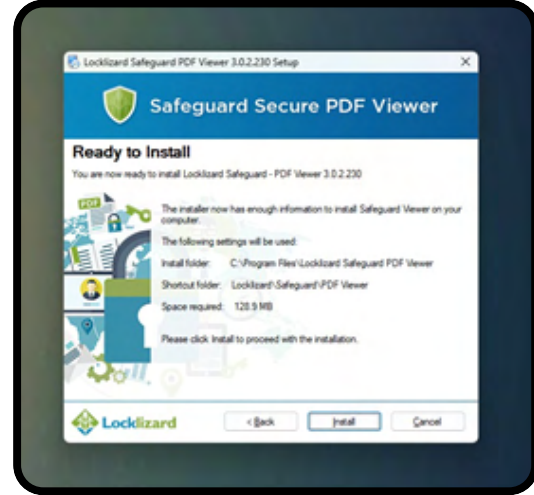 Locklizard Safeguard PDF Viewer 3.0.2.230 Setup
Safeguard Secure PDF Viewer
Ready to Install
You are now ready to install Locklizard Safeguard - PDF Viewer 3.0.2.230
PDF
The installer now has enough information to install Safeguard Viewer on your
computer.
The following settings will be used:
Install folder: C:\Program Files\Locklizard Safeguard PDF Viewer
Shortcut folder: Locklizard\Safeguard\PDF Viewer
Space required: 128.9 MB
Please click Install to proceed with the installation.
Locklizard
< Back
Install
Cancel